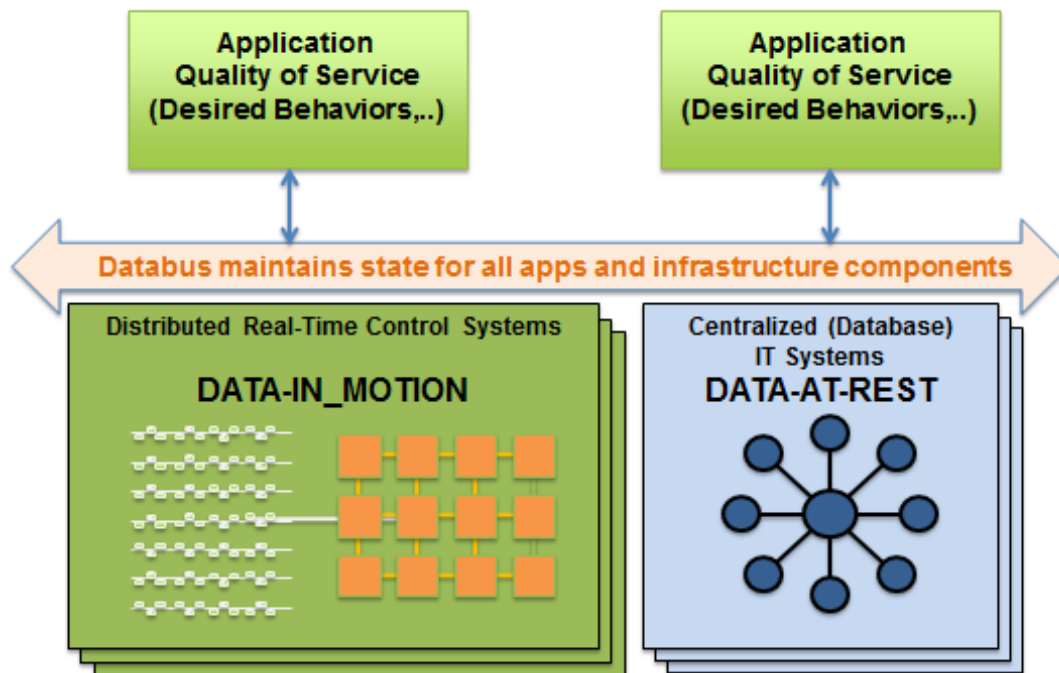 Application
Quality of Service
(Desired Behaviors,..)
Application
Quality of Service
(Desired Behaviors,..)
Databus maintains state for all apps and infrastructure components
Distributed Real-Time Control Systems
DATA-IN_MOTION
Centralized (Database)
IT Systems
DATA-AT-REST